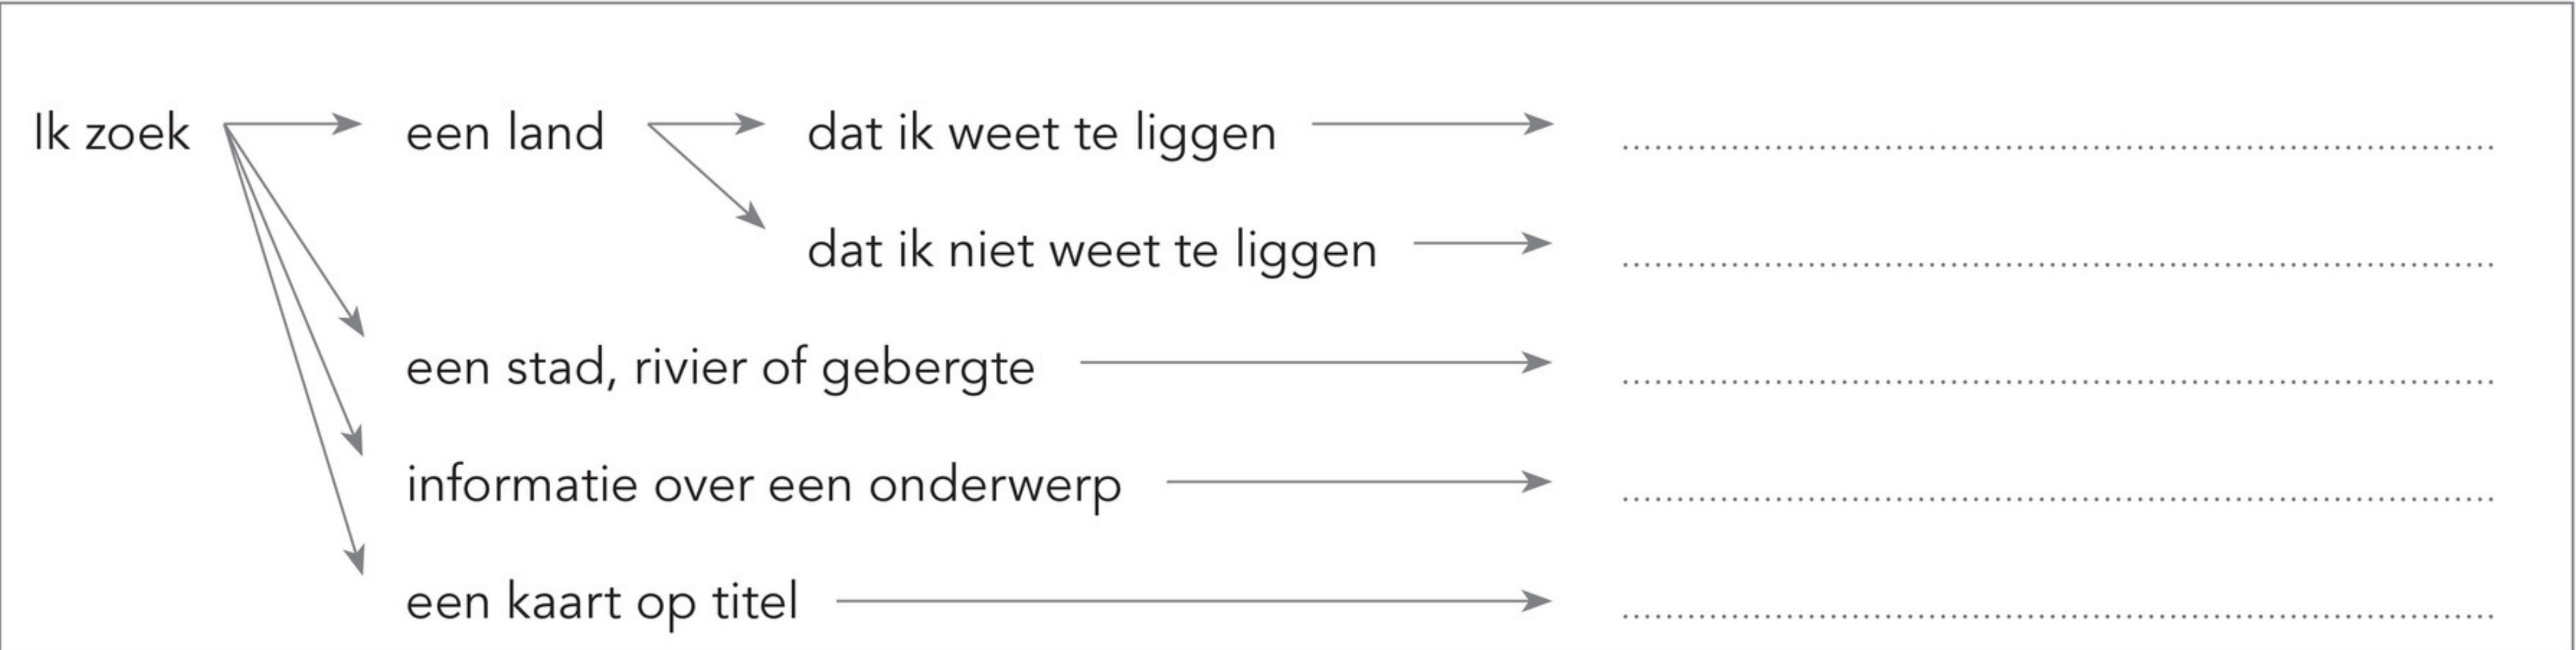 Ik zoek een land dat ik weet te liggen ................................................................
dat ik niet weet te liggen ................................................................
een stad, rivier of gebergte ................................................................
informatie over een onderwerp ................................................................
een kaart op titel ................................................................